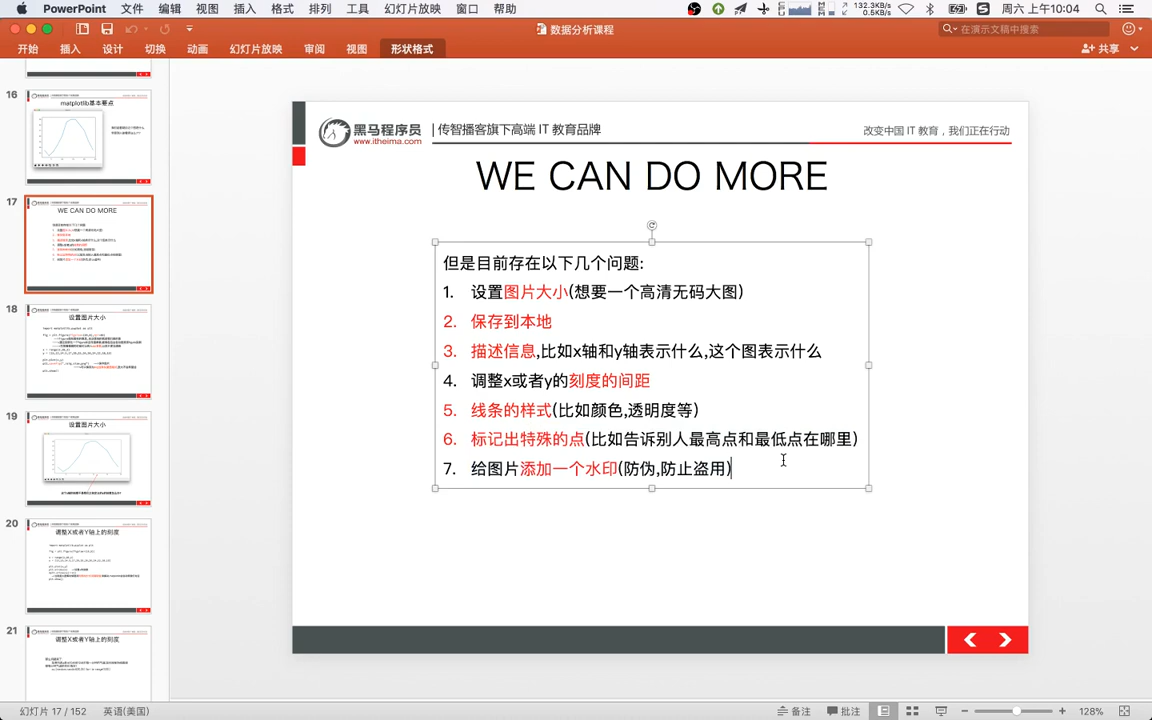 PowerPoint 文件 编辑 视图 插入 格式 排列 工具 幻灯片放映 窗口 帮助 132.3KB/s 0.5KB/s 周六 上午10:04
数据分析课程 在演示文稿中搜索
开始 插入 设计 切换 动画 幻灯片放映 审阅 视图 形状格式 共享
16
matplotlib基本要点
17
WE CAN DO MORE
18
设置图片大小
19
设置图片大小
20
调整X或者Y轴上的刻度
21
调整X或者Y轴上的刻度
黑马程序员 www.itheima.com 传智播客旗下高端 IT 教育品牌 改变中国 IT 教育，我们正在行动
WE CAN DO MORE
但是目前存在以下几个问题:
1. 设置图片大小(想要一个高清无码大图)
2. 保存到本地
3. 描述信息,比如x轴和y轴表示什么,这个图表示什么
4. 调整x或者y的刻度的间距
5. 线条的样式(比如颜色,透明度等)
6. 标记出特殊的点(比如告诉别人最高点和最低点在哪里)
7. 给图片添加一个水印(防伪,防止盗用)
幻灯片 17 / 152 英语(美国) 备注 批注 128%